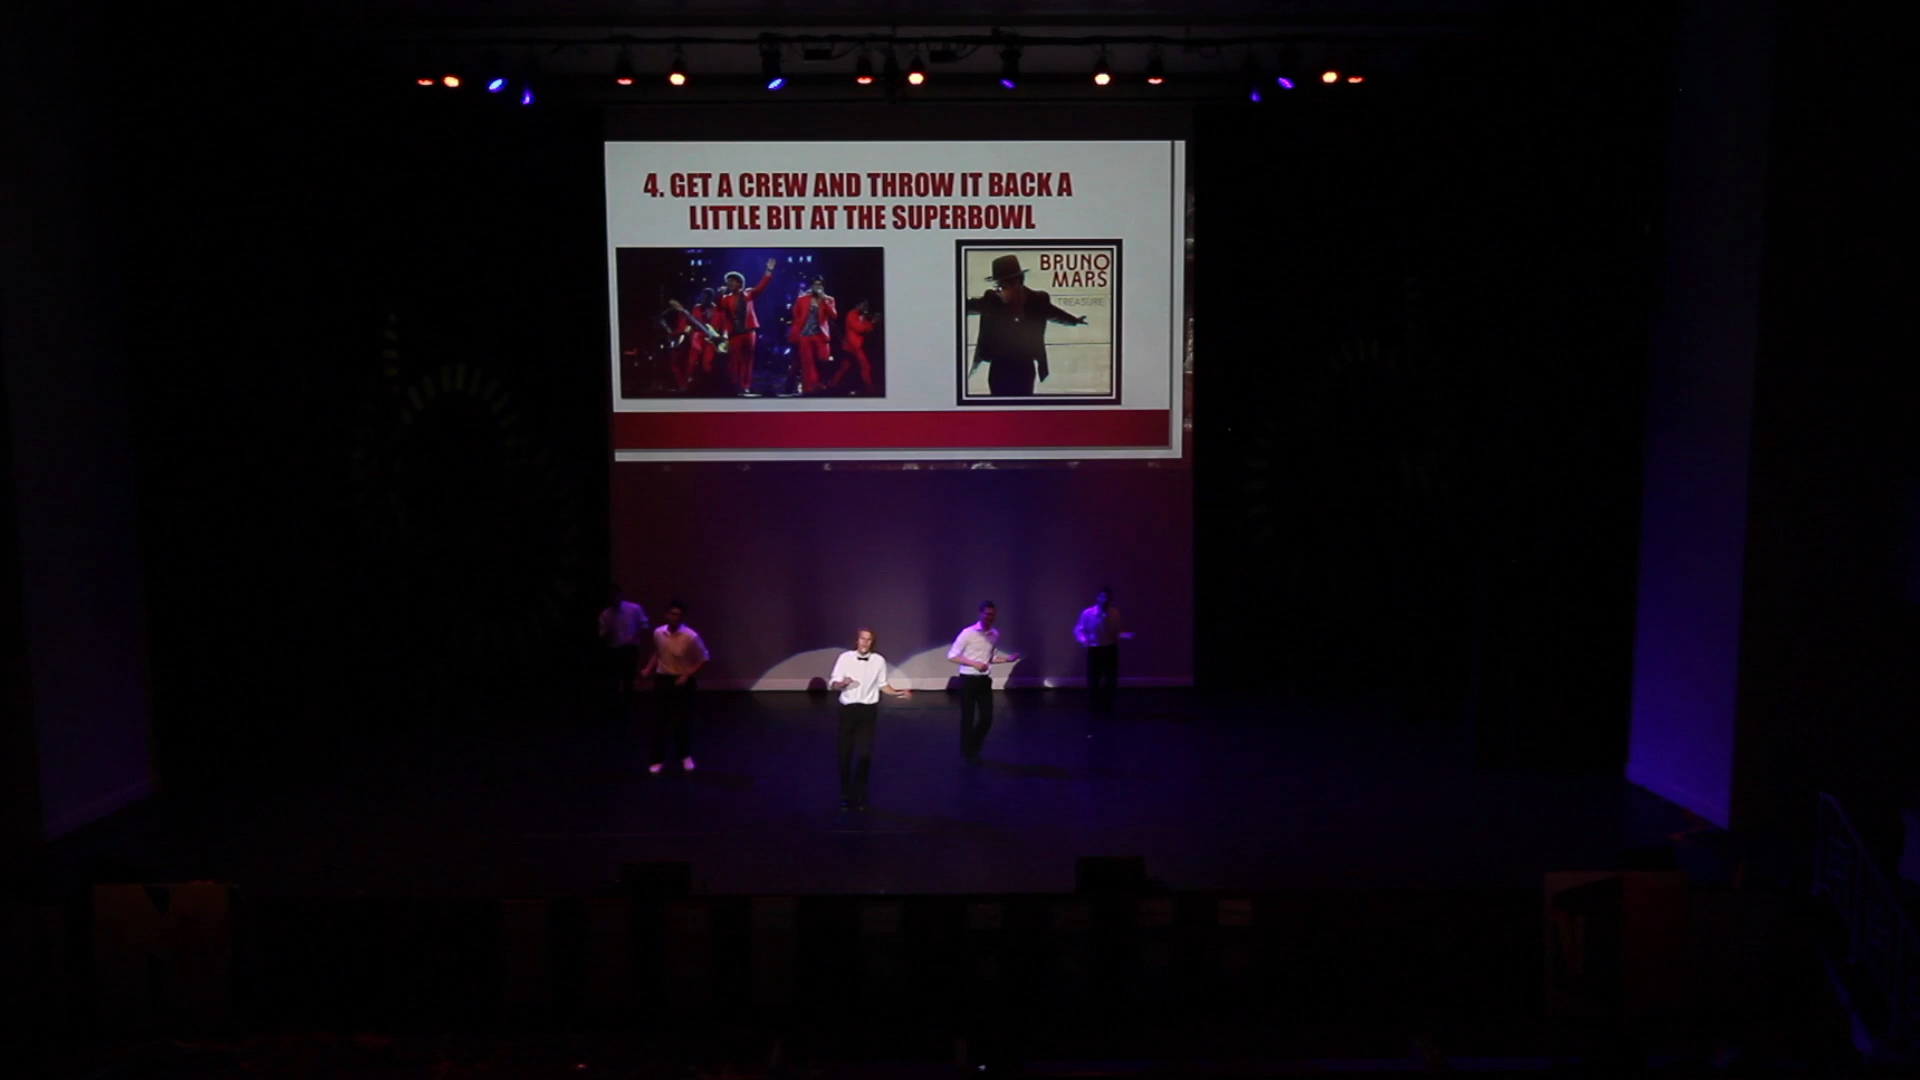 4. GET A CREW AND THROW IT BACK A
LITTLE BIT AT THE SUPERBOWL
BRUNO
MARS
TREASURE